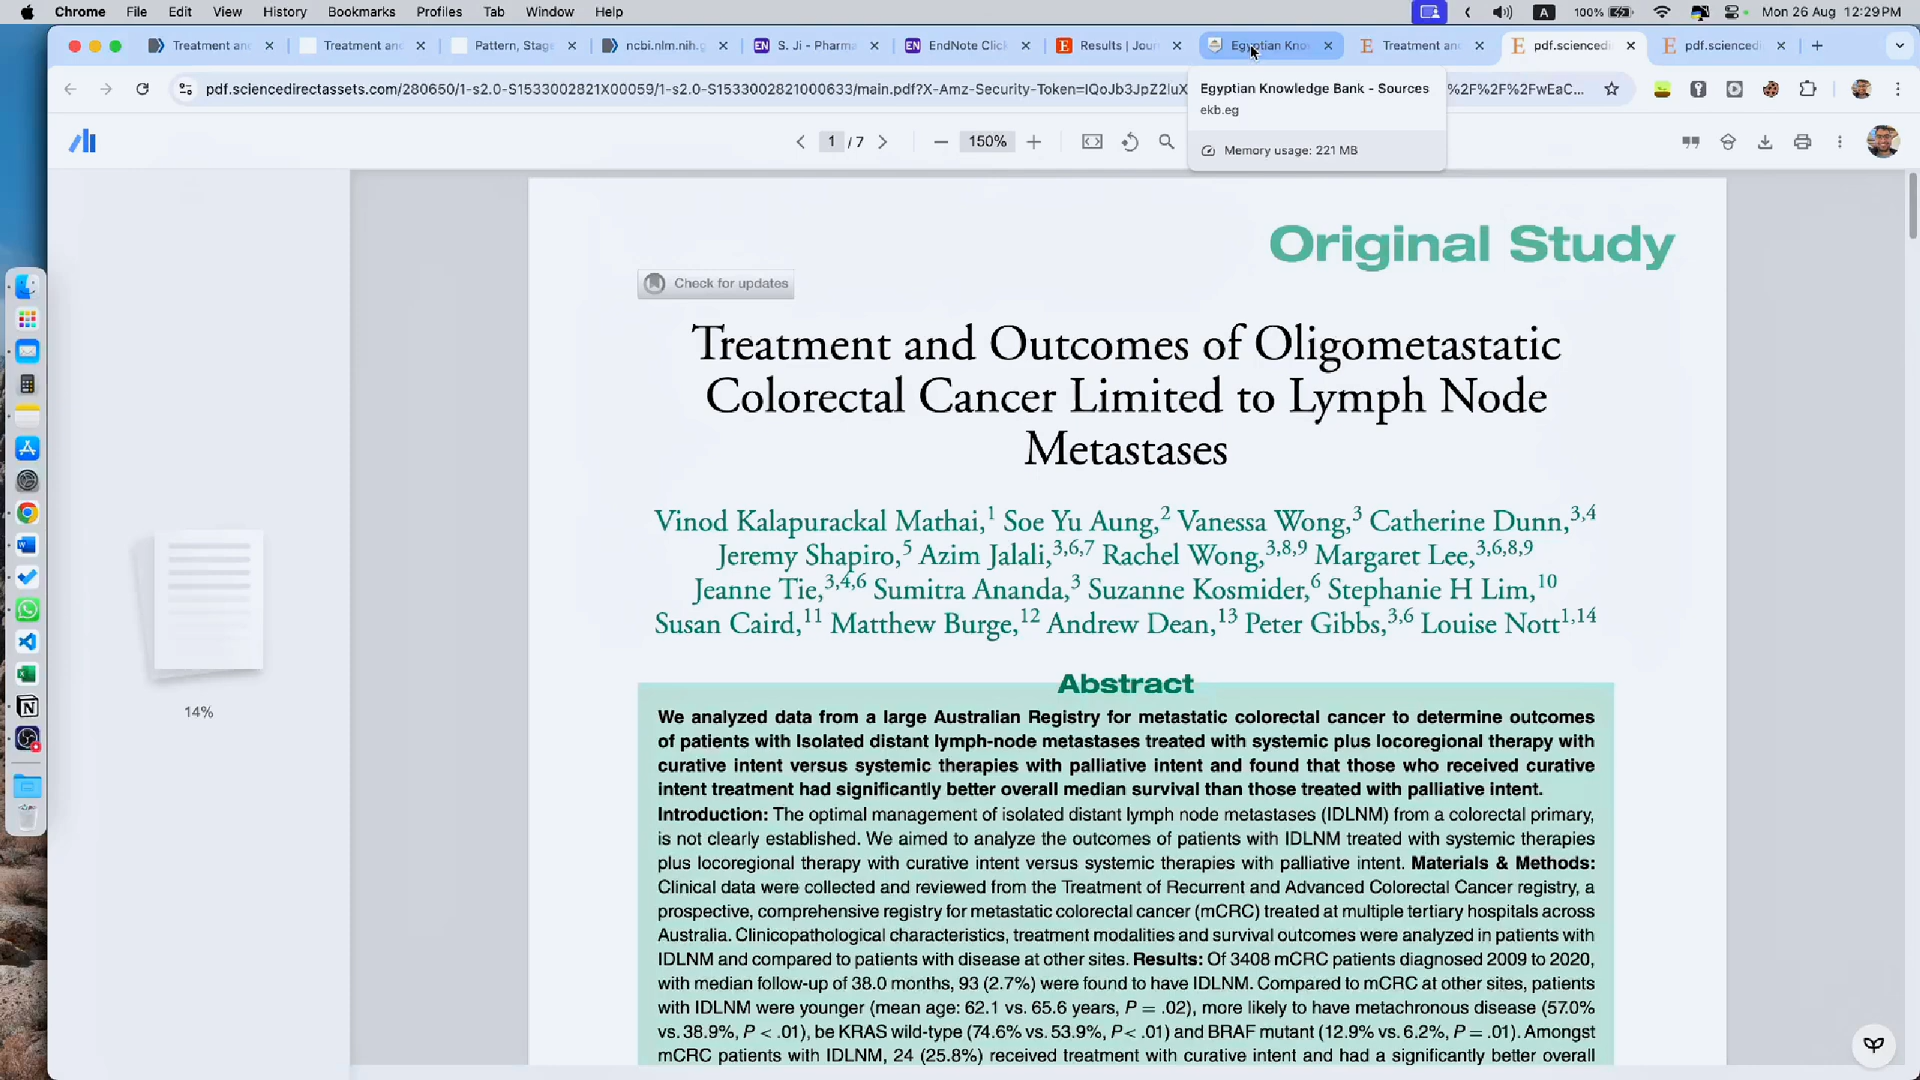 Chrome File Edit View History Bookmarks Profiles Tab Window Help
A 100% Mon 26 Aug 12:29PM
Treatment an
Treatment an
Pattern, Stag
ncbi.nlm.nih.g
EN S. Ji - Pharma
EN EndNote Clic
Results | Jour
Egyptian Kno
Treatment an
pdf.sciencedi
pdf.sciencedi
pdf.sciencedirectassets.com/280650/1-s2.0-S1533002821X00059/1-s2.0-S1533002821000633/main.pdf?X-Amz-Security-Token=IQoJb3JpZ2luX
%2F%2F%2FwEaC...
Egyptian Knowledge Bank - Sources
ekb.eg
Memory usage: 221 MB
1 / 7
150%
14%
Original Study
Check for updates
Treatment and Outcomes of Oligometastatic
Colorectal Cancer Limited to Lymph Node
Metastases
Vinod Kalapurackal Mathai,1 Soe Yu Aung,2 Vanessa Wong,3 Catherine Dunn,3,4
Jeremy Shapiro,5 Azim Jalali,3,6,7 Rachel Wong,3,8,9 Margaret Lee,3,6,8,9
Jeanne Tie,3,4,6 Sumitra Ananda,3 Suzanne Kosmider,6 Stephanie H Lim,10
Susan Caird,11 Matthew Burge,12 Andrew Dean,13 Peter Gibbs,3,6 Louise Nott1,14
Abstract
We analyzed data from a large Australian Registry for metastatic colorectal cancer to determine outcomes
of patients with Isolated distant lymph-node metastases treated with systemic plus locoregional therapy with
curative intent versus systemic therapies with palliative intent and found that those who received curative
intent treatment had significantly better overall median survival than those treated with palliative intent.
Introduction: The optimal management of isolated distant lymph node metastases (IDLNM) from a colorectal primary,
is not clearly established. We aimed to analyze the outcomes of patients with IDLNM treated with systemic therapies
plus locoregional therapy with curative intent versus systemic therapies with palliative intent. Materials & Methods:
Clinical data were collected and reviewed from the Treatment of Recurrent and Advanced Colorectal Cancer registry, a
prospective, comprehensive registry for metastatic colorectal cancer (mCRC) treated at multiple tertiary hospitals across
Australia. Clinicopathological characteristics, treatment modalities and survival outcomes were analyzed in patients with
IDLNM and compared to patients with disease at other sites. Results: Of 3408 mCRC patients diagnosed 2009 to 2020,
with median follow-up of 38.0 months, 93 (2.7%) were found to have IDLNM. Compared to mCRC at other sites, patients
with IDLNM were younger (mean age: 62.1 vs. 65.6 years, P = .02), more likely to have metachronous disease (57.0%
vs. 38.9%, P < .01), be KRAS wild-type (74.6% vs. 53.9%, P< .01) and BRAF mutant (12.9% vs. 6.2%, P = .01). Amongst
mCRC patients with IDLNM, 24 (25.8%) received treatment with curative intent and had a significantly better overall